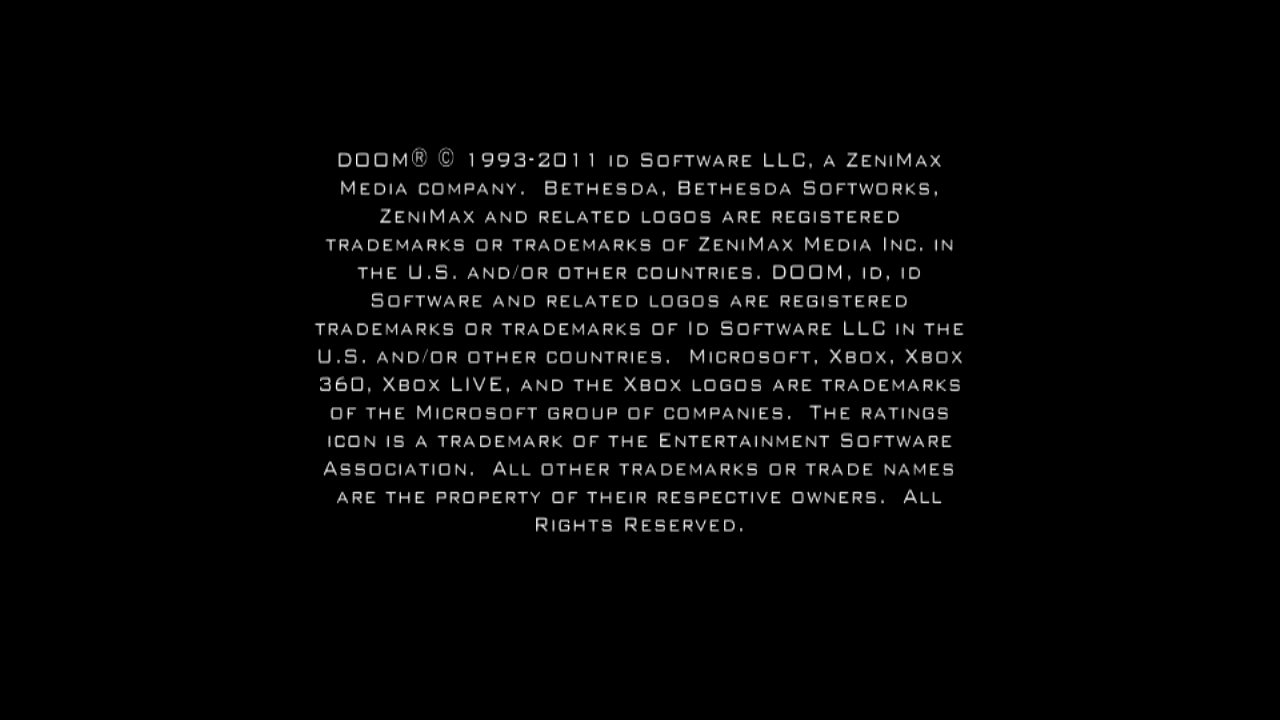 DOOM® © 1993-2011 id Software LLC, a ZeniMax
Media company.  Bethesda, Bethesda Softworks,
ZeniMax and related logos are registered
trademarks or trademarks of ZeniMax Media Inc. in
the U.S. and/or other countries. DOOM, id, id
Software and related logos are registered
trademarks or trademarks of Id Software LLC in the
U.S. and/or other countries.  Microsoft, Xbox, Xbox
360, Xbox LIVE, and the Xbox logos are trademarks
of the Microsoft group of companies.  The ratings
icon is a trademark of the Entertainment Software
Association.  All other trademarks or trade names
are the property of their respective owners.  All
Rights Reserved.